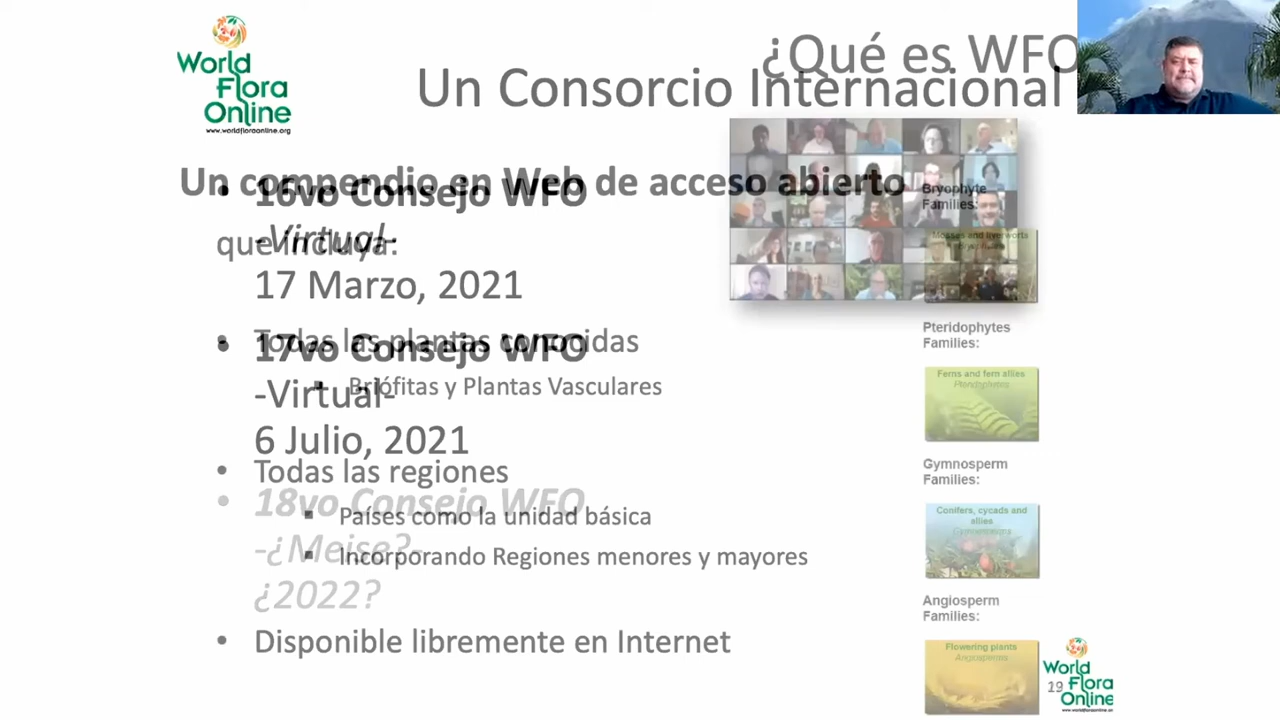 World
Flora
Online
www.worldfloraonline.org
¿Qué es WFO
Un Consorcio Internacional
Un compendio en Web de acceso abierto
que incluya:
• 16vo Consejo WFO
-Virtual-
17 Marzo, 2021
• Todas las plantas conocidas
• 17vo Consejo WFO
▪ Briófitas y Plantas Vasculares
-Virtual-
6 Julio, 2021
• Todas las regiones
• 18vo Consejo WFO
▪ Países como la unidad básica
-¿Meise?-
▪ Incorporando Regiones menores y mayores
¿2022?
• Disponible libremente en Internet
Bryophyte
Families:
Mosses and liverworts
Pteridophytes
Families:
Ferns and fern allies
Pteridophytes
Gymnosperm
Families:
Conifers, cycads and
allies
Gymnosperms
Angiosperm
Families:
Flowering plants
Angiosperms
World
Flora
Online
19